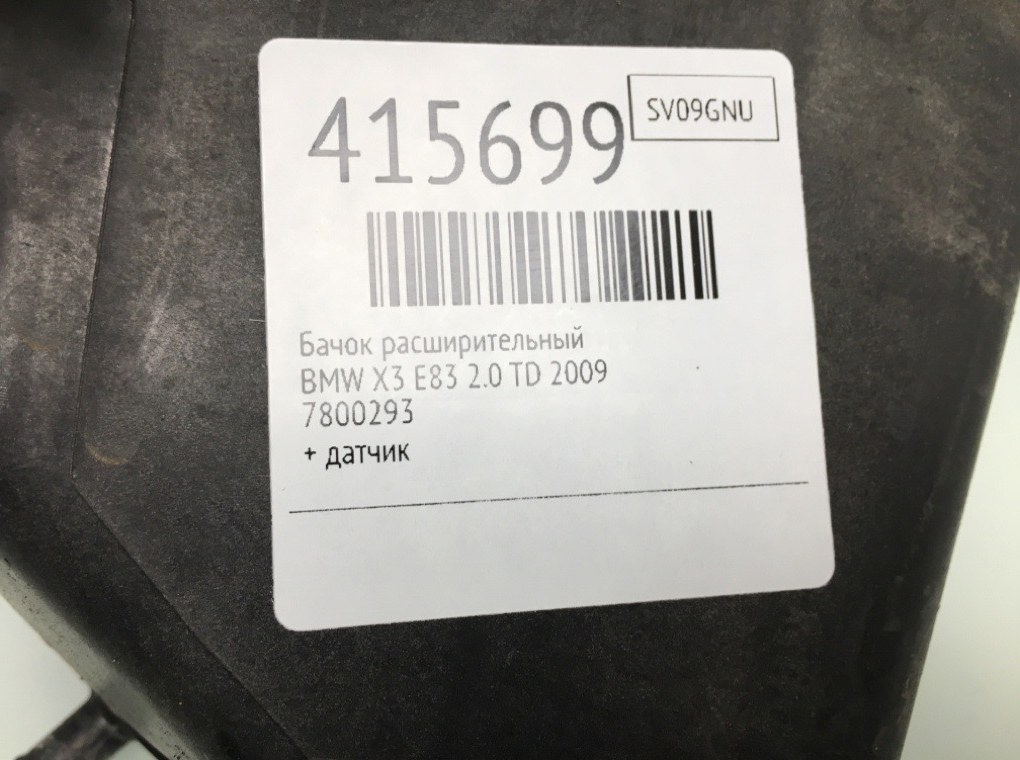 415699
SV09GNU
Бачок расширительный
BMW X3 E83 2.0 TD 2009
7800293
+ датчик